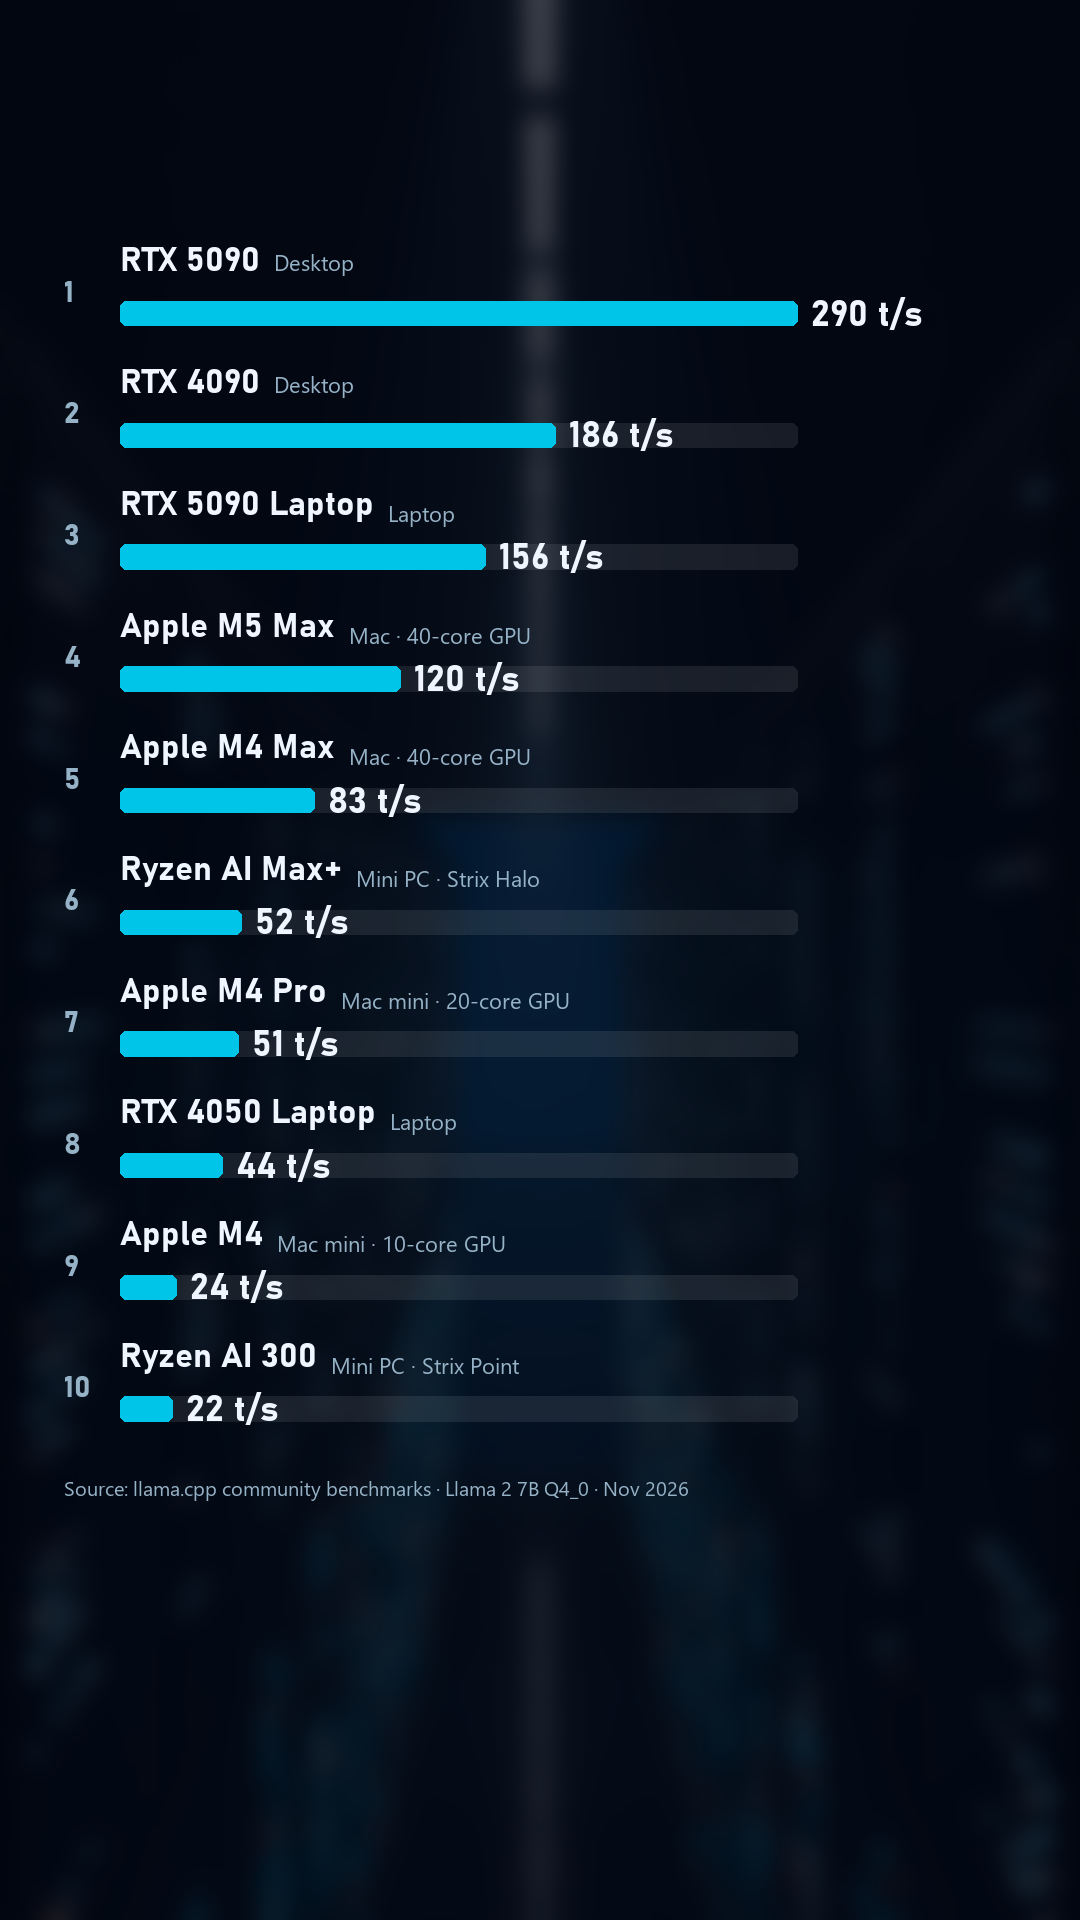 RTX 5090 Desktop
1
290 t/s
RTX 4090 Desktop
2
186 t/s
RTX 5090 Laptop Laptop
3
156 t/s
Apple M5 Max Mac · 40-core GPU
4
120 t/s
Apple M4 Max Mac · 40-core GPU
5
83 t/s
Ryzen AI Max+ Mini PC · Strix Halo
6
52 t/s
Apple M4 Pro Mac mini · 20-core GPU
7
51 t/s
RTX 4050 Laptop Laptop
8
44 t/s
Apple M4 Mac mini · 10-core GPU
9
24 t/s
Ryzen AI 300 Mini PC · Strix Point
10
22 t/s
Source: llama.cpp community benchmarks · Llama 2 7B Q4_0 · Nov 2026